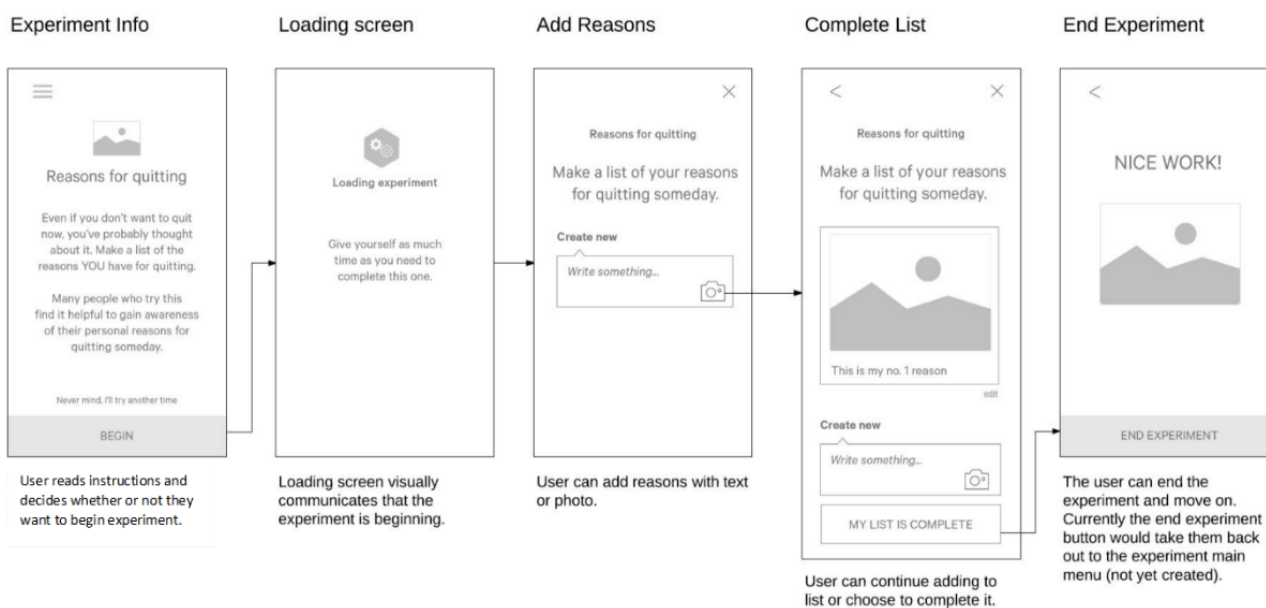 Experiment Info
Reasons for quitting
Even if you don't want to quit
now, you've probably thought
about it. Make a list of the
reasons YOU have for quitting.
Many people who try this
find it helpful to gain awareness
of their personal reasons for
quitting someday.
Never mind, I'll try another time
BEGIN
User reads instructions and
decides whether or not they
want to begin experiment.
Loading screen
Loading experiment
Give yourself as much
time as you need to
complete this one.
Loading screen visually
communicates that the
experiment is beginning.
Add Reasons
Reasons for quitting
Make a list of your reasons
for quitting someday.
Create new
Write something...
User can add reasons with text
or photo.
Complete List
Reasons for quitting
Make a list of your reasons
for quitting someday.
This is my no. 1 reason
edit
Create new
Write something...
MY LIST IS COMPLETE
User can continue adding to
list or choose to complete it.
End Experiment
NICE WORK!
END EXPERIMENT
The user can end the
experiment and move on.
Currently the end experiment
button would take them back
out to the experiment main
menu (not yet created).